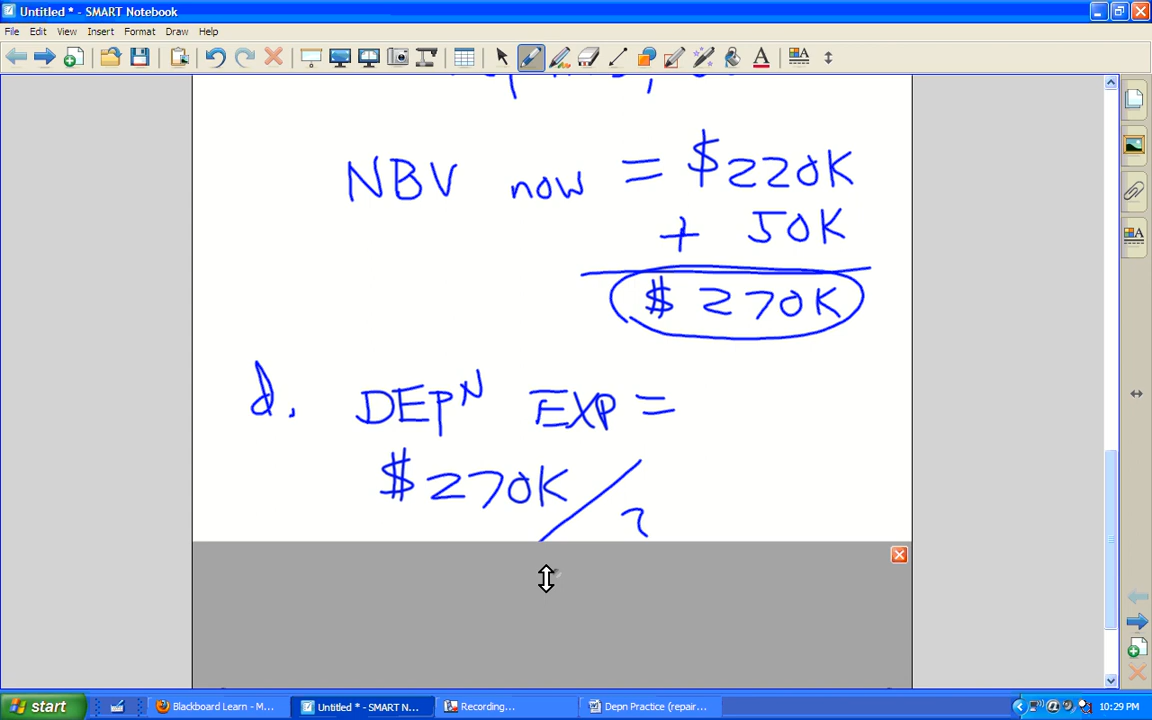 Untitled * - SMART Notebook
File Edit View Insert Format Draw Help
NBV now = $220K
+ 50K
$ 270K
d. DEPᴺ EXP =
$270K /
start Blackboard Learn - M... Untitled * - SMART N... Recording... Depn Practice (repair... 10:29 PM